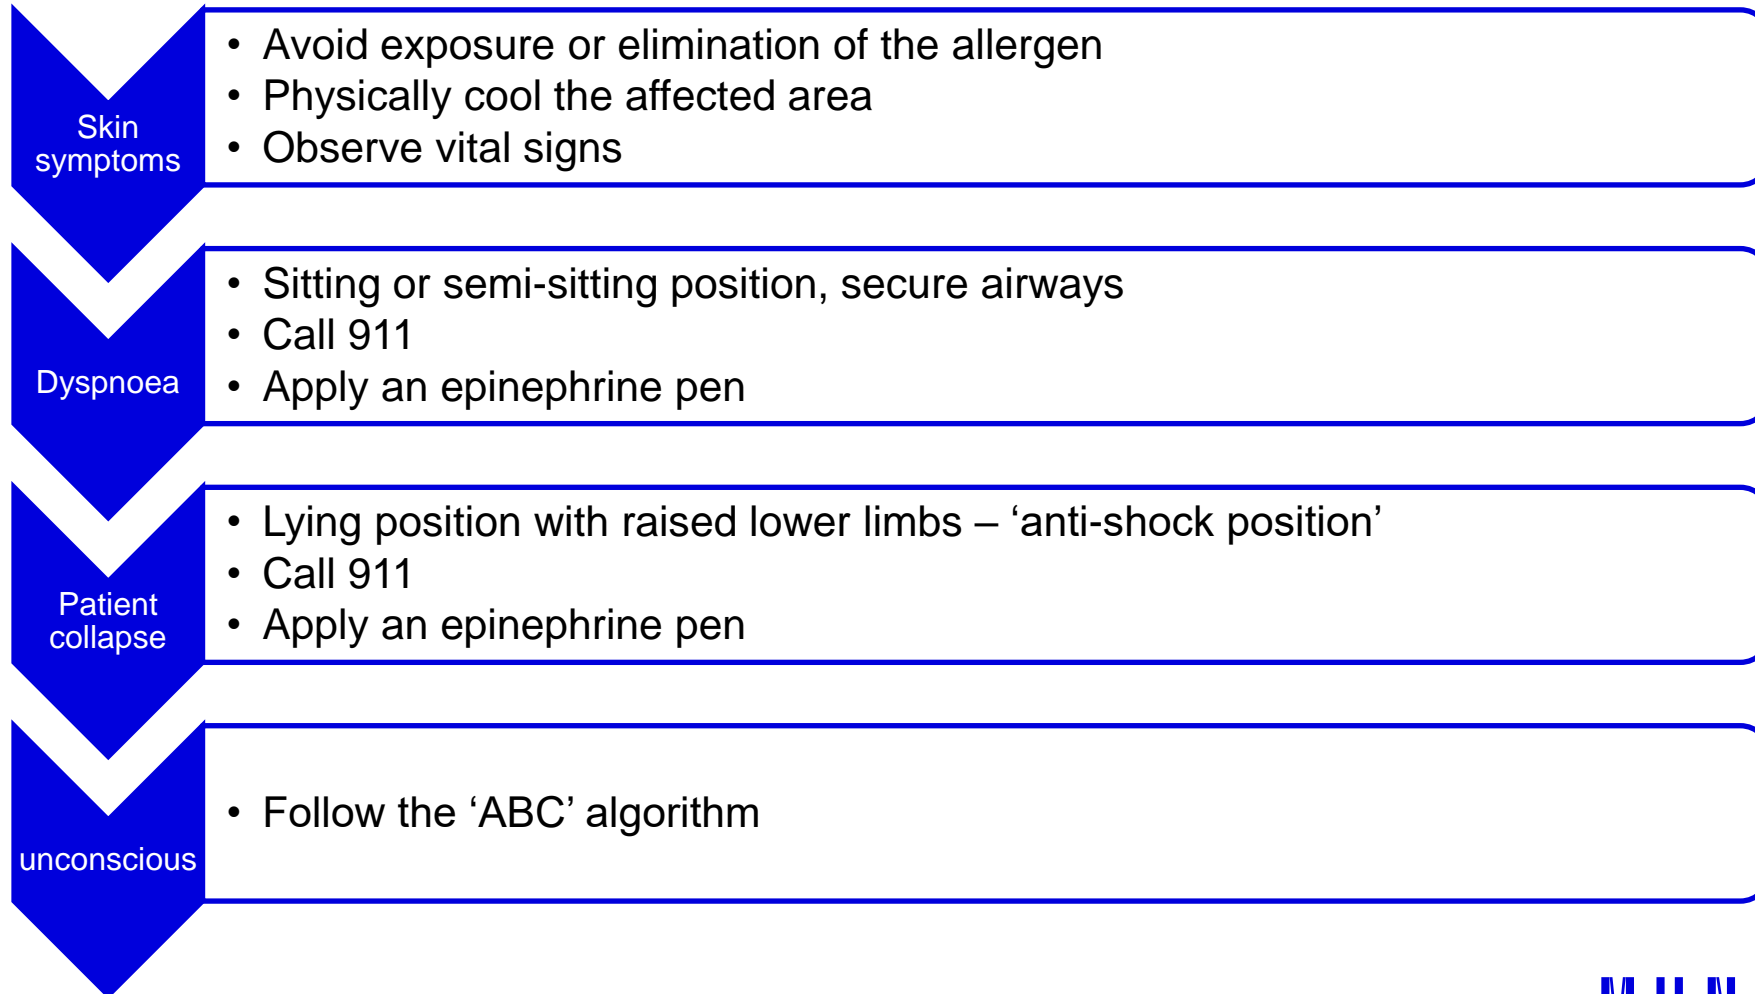 Skin
symptoms
• Avoid exposure or elimination of the allergen
• Physically cool the affected area
• Observe vital signs
Dyspnoea
• Sitting or semi-sitting position, secure airways
• Call 911
• Apply an epinephrine pen
Patient
collapse
• Lying position with raised lower limbs – ‘anti-shock position’
• Call 911
• Apply an epinephrine pen
unconscious
• Follow the ‘ABC’ algorithm